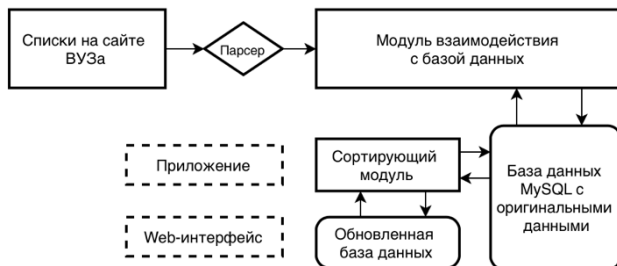 Списки на сайте
ВУЗа
Парсер
Модуль взаимодействия
с базой данных
Приложение
Сортирующий
модуль
База данных
MySQL с
оригинальными
данными
Web-интерфейс
Обновленная
база данных